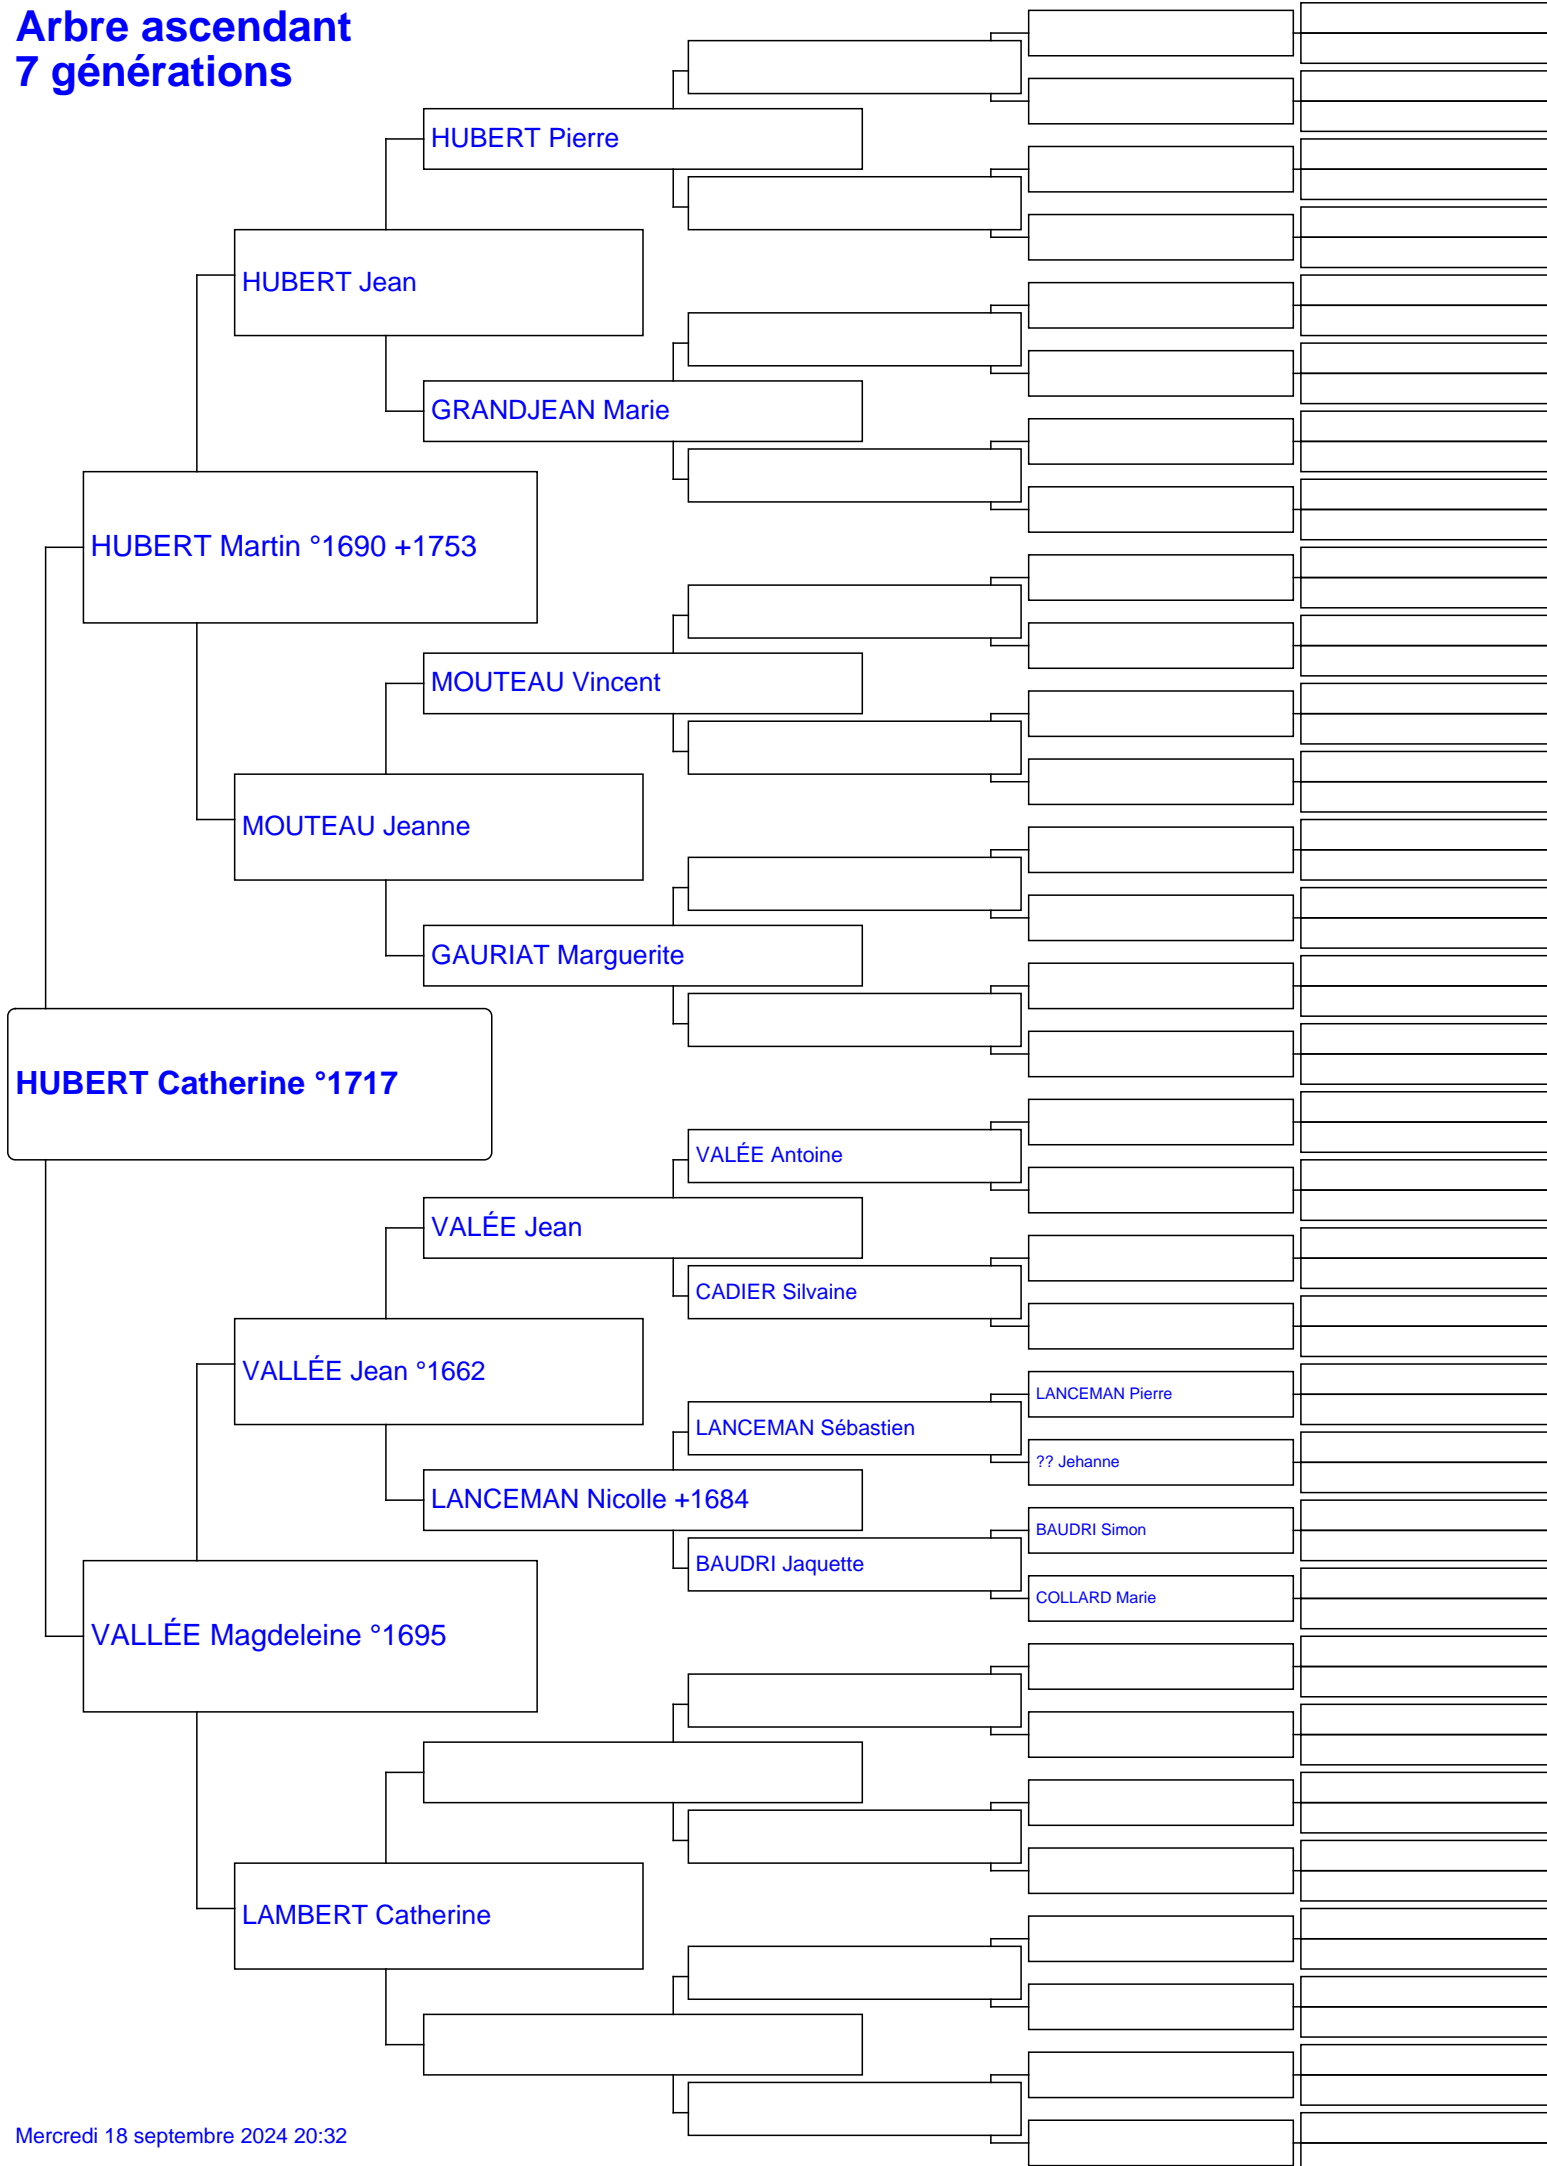 Arbre ascendant
7 générations
HUBERT Pierre
HUBERT Jean
GRANDJEAN Marie
HUBERT Martin °1690 +1753
MOUTEAU Vincent
MOUTEAU Jeanne
GAURIAT Marguerite
HUBERT Catherine °1717
VALÉE Antoine
VALÉE Jean
CADIER Silvaine
VALLÉE Jean °1662
LANCEMAN Pierre
LANCEMAN Sébastien
?? Jehanne
LANCEMAN Nicolle +1684
BAUDRI Simon
BAUDRI Jaquette
COLLARD Marie
VALLÉE Magdeleine °1695
LAMBERT Catherine
Mercredi 18 septembre 2024 20:32